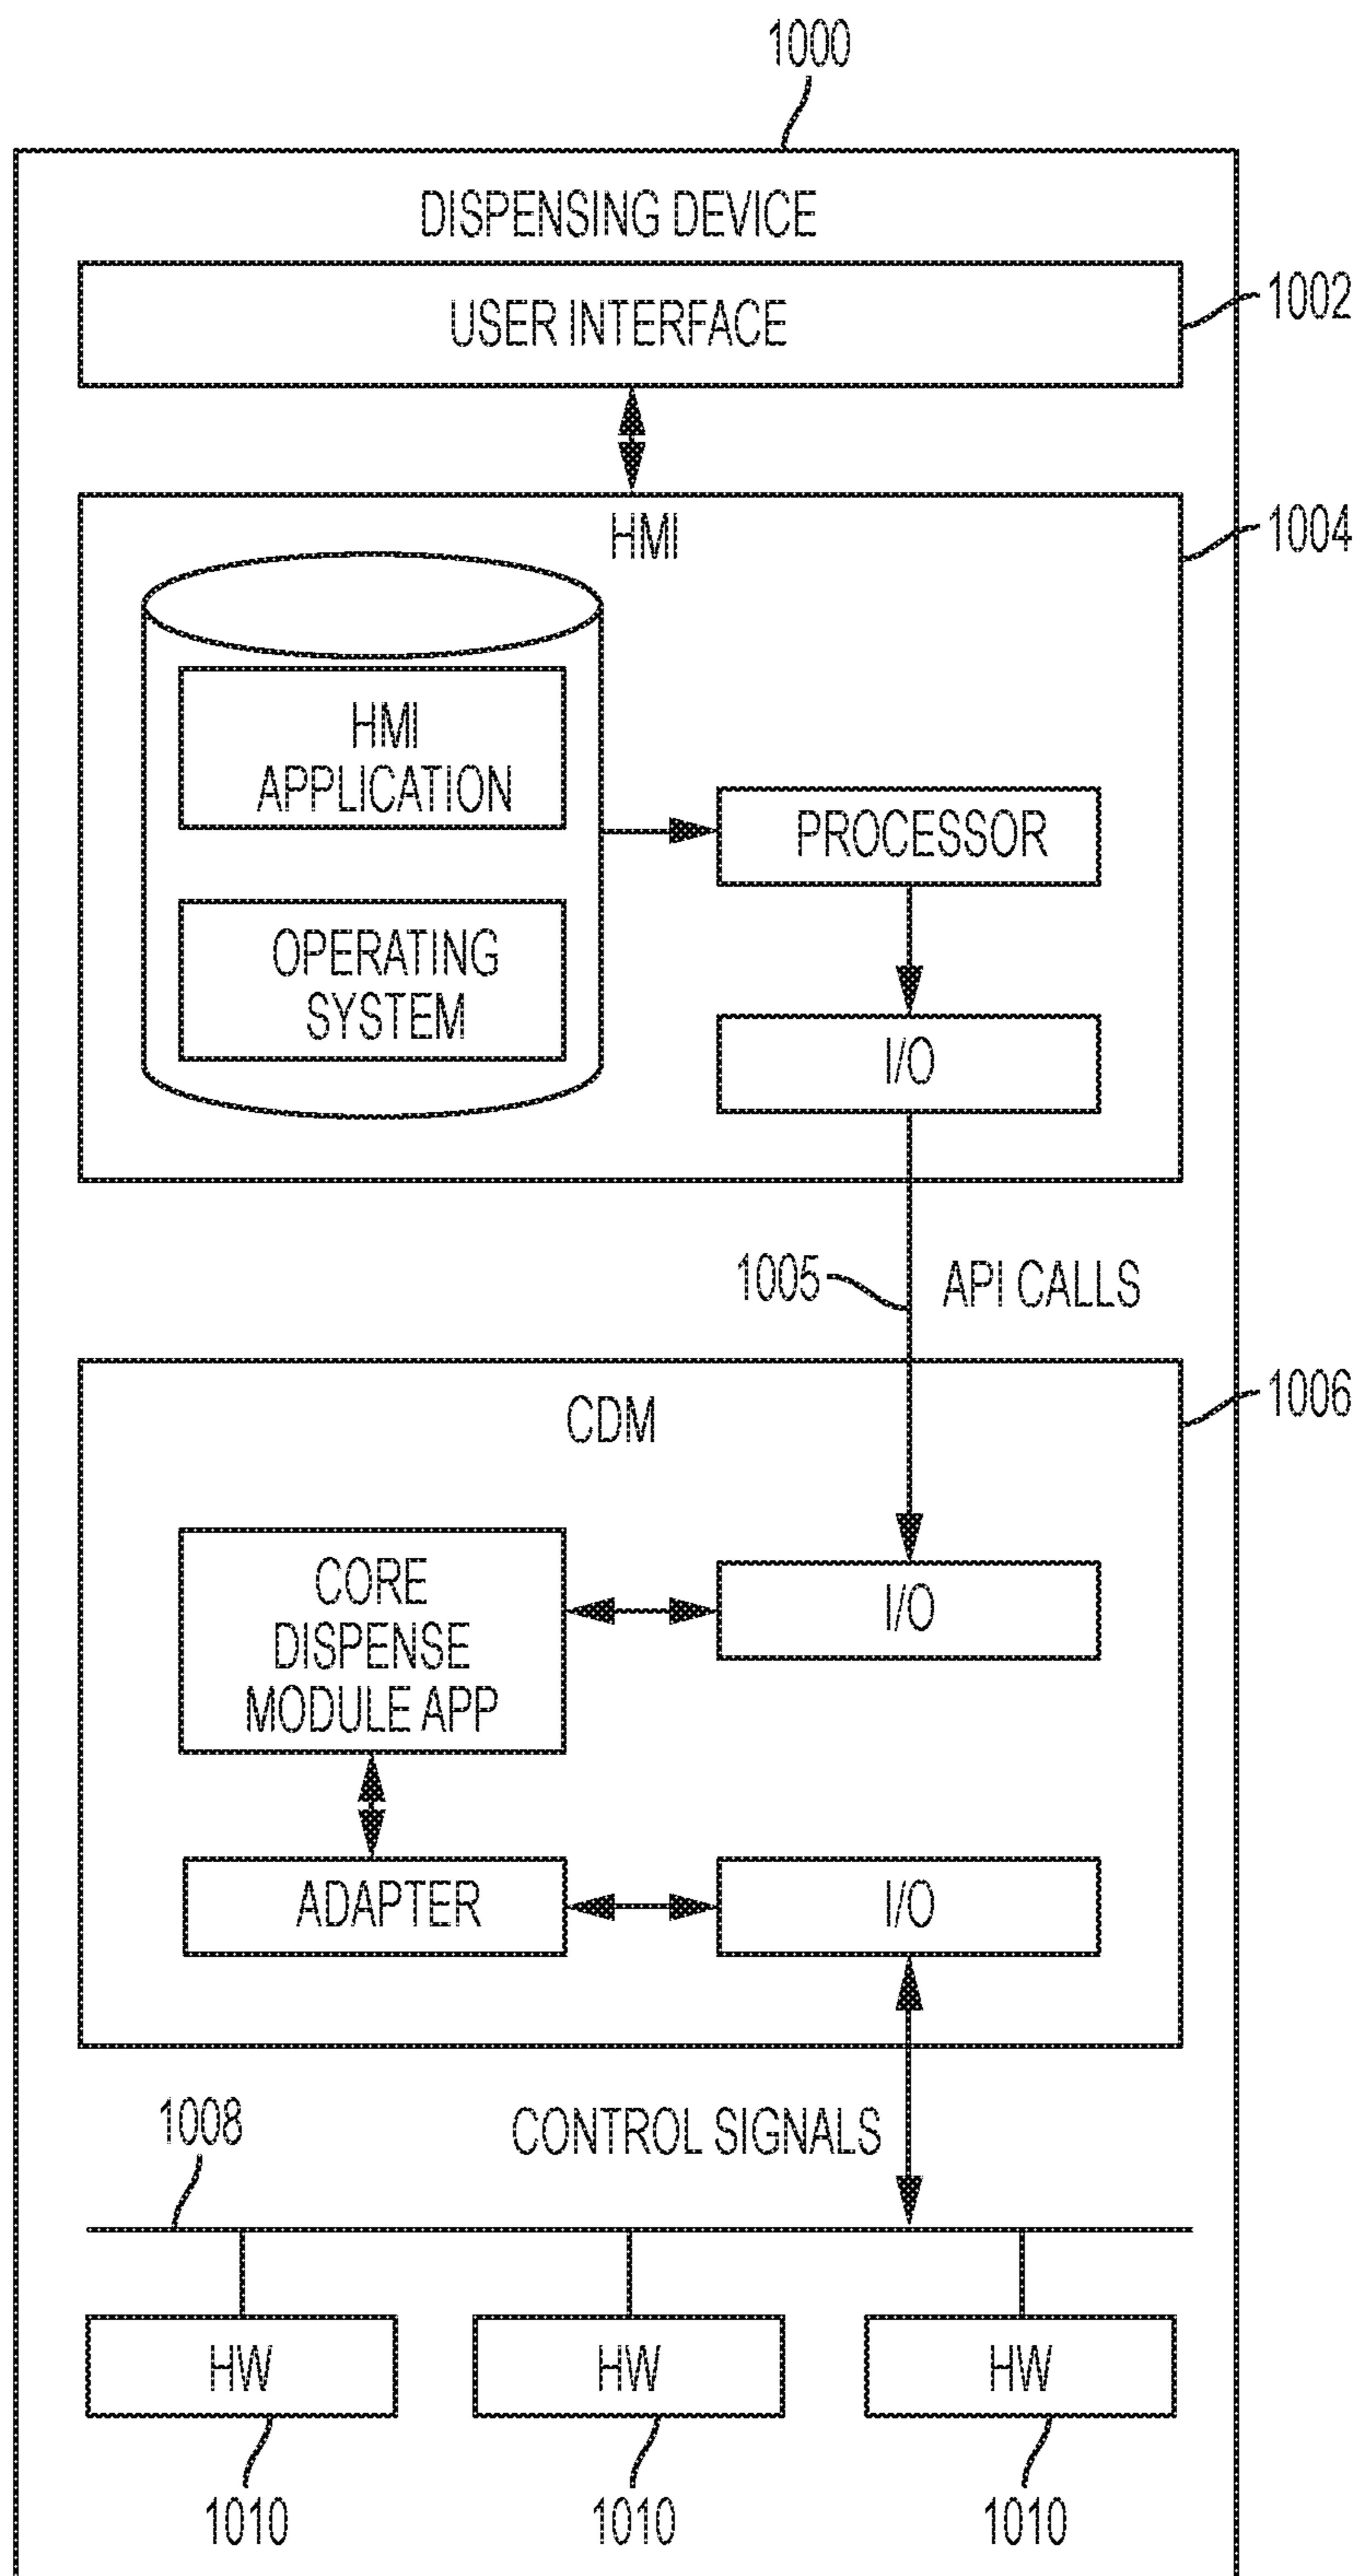 1000
DISPENSING DEVICE
USER INTERFACE
1002
HMI
1004
HMI
APPLICATION
PROCESSOR
OPERATING
SYSTEM
I/O
1005
API CALLS
CDM
1006
CORE
DISPENSE
MODULE APP
I/O
ADAPTER
I/O
1008
CONTROL SIGNALS
HW
HW
HW
1010
1010
1010